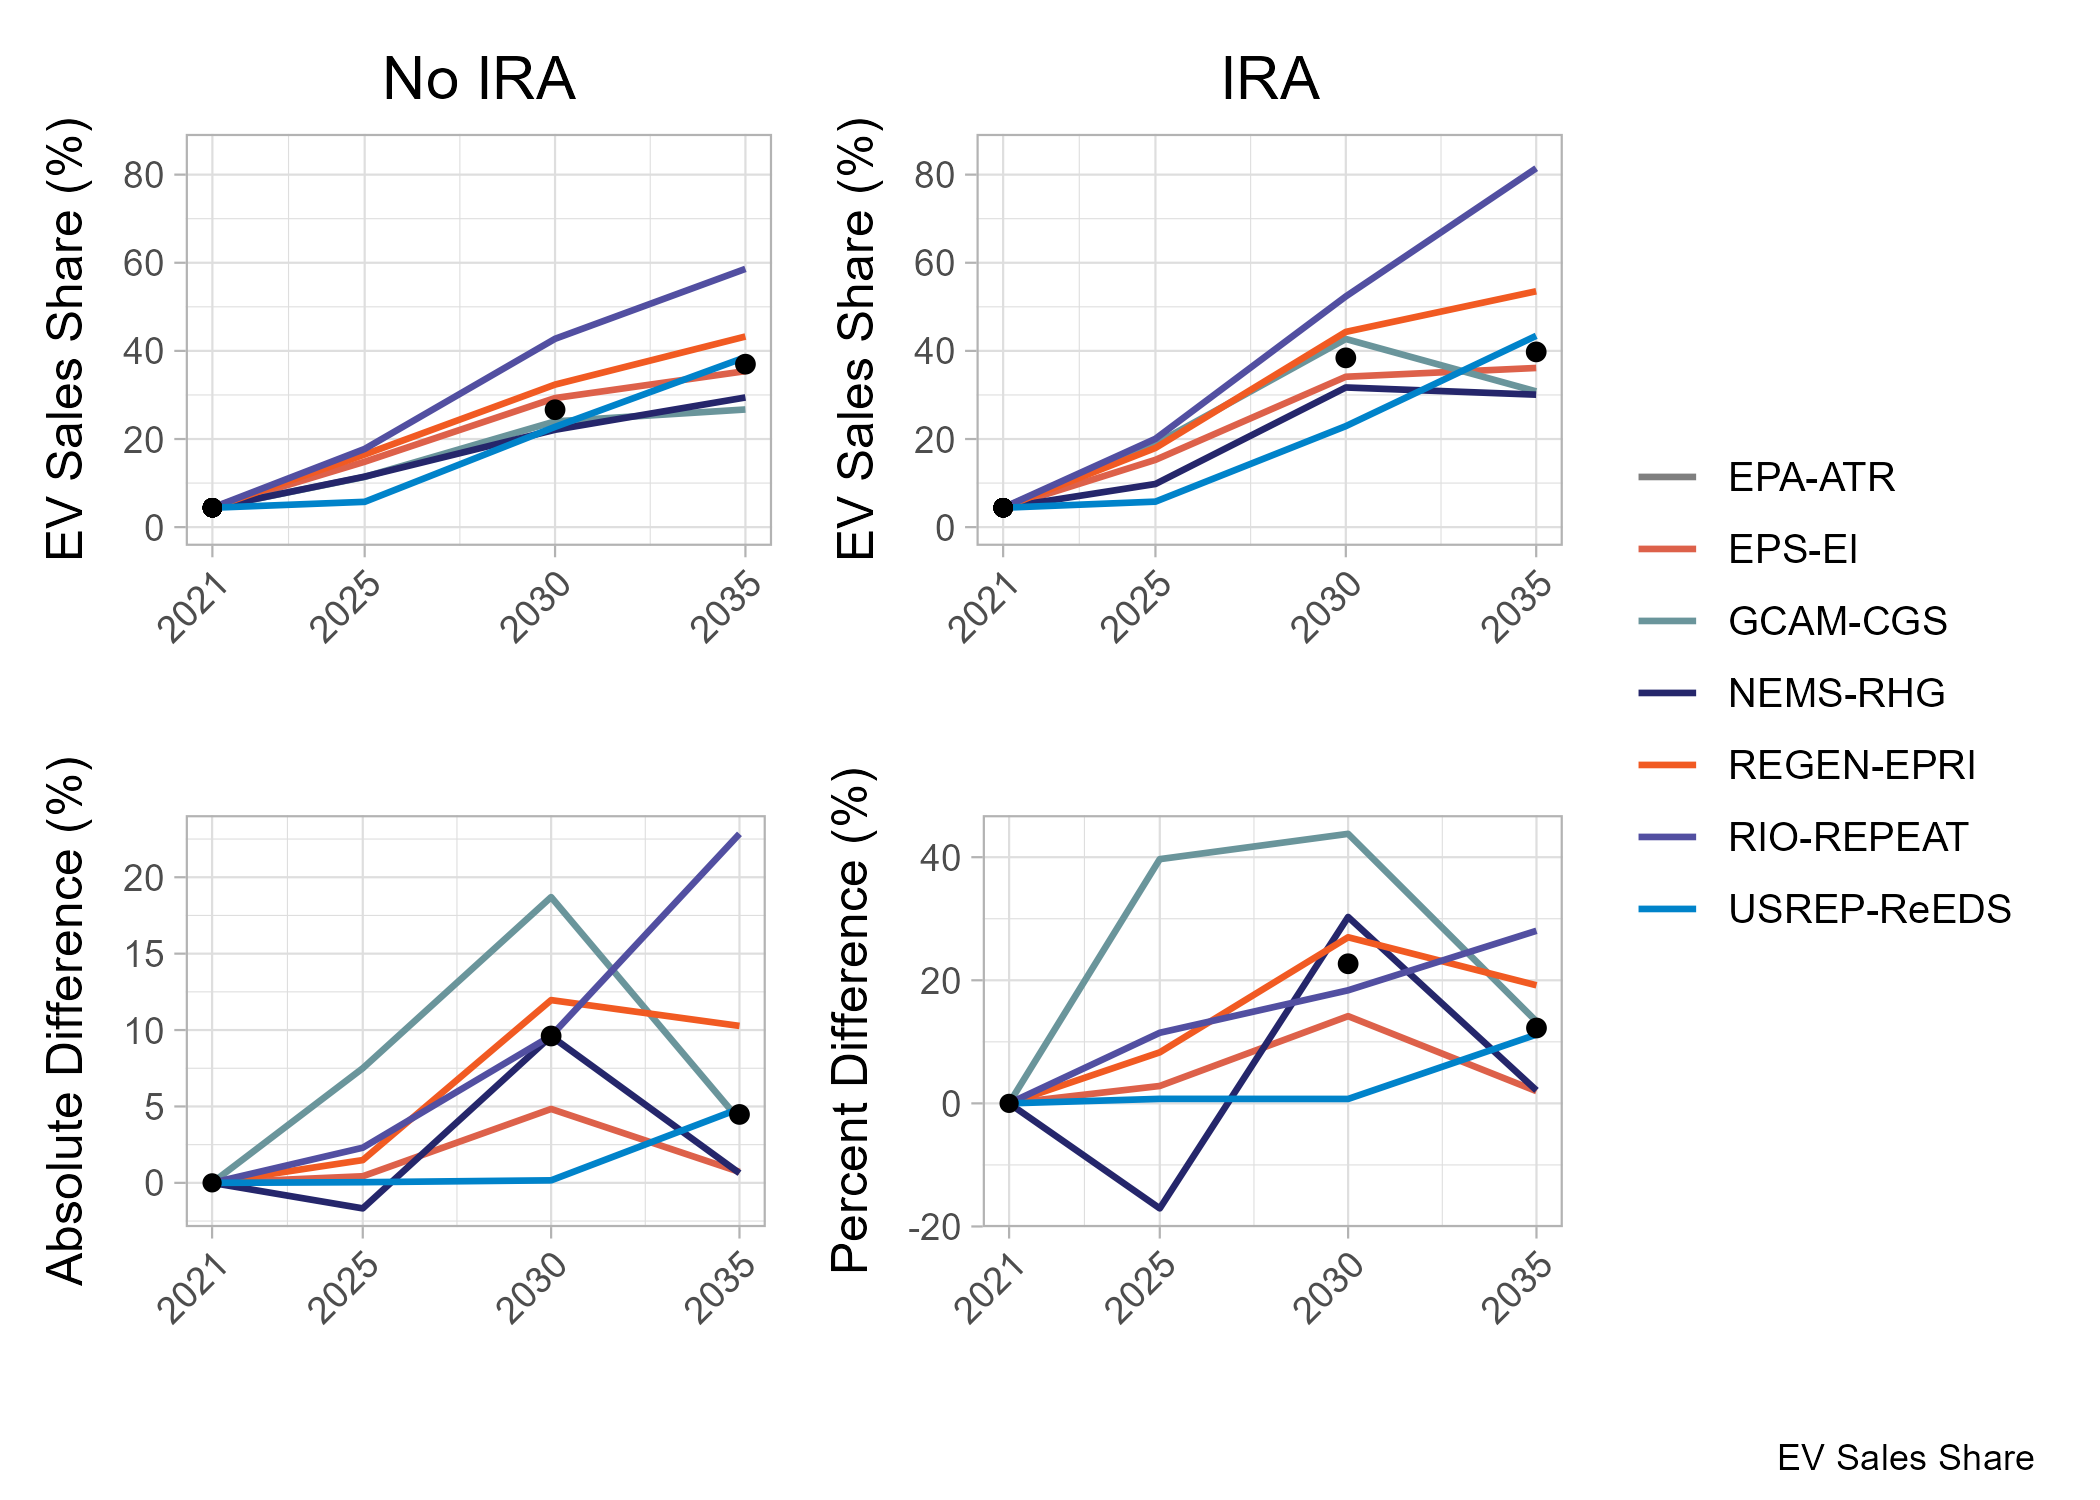 No IRA
IRA
EV Sales Share (%)
80
60
40
20
0
2021
2025
2030
2035
EV Sales Share (%)
80
60
40
20
0
2021
2025
2030
2035
EPA-ATR
EPS-EI
GCAM-CGS
NEMS-RHG
REGEN-EPRI
RIO-REPEAT
USREP-ReEDS
Absolute Difference (%)
20
15
10
5
0
2021
2025
2030
2035
Percent Difference (%)
40
20
0
-20
2021
2025
2030
2035
EV Sales Share